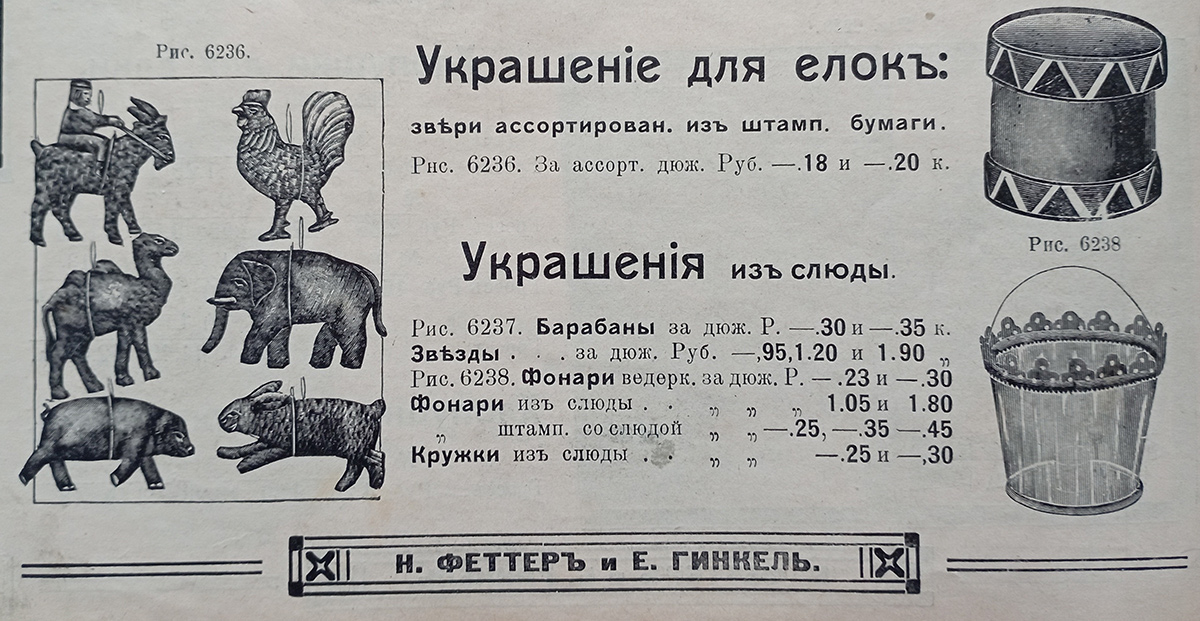 Рис. 6236.
Украшеніе для елокъ:
звѣри ассортирован. изъ штамп. бумаги.
Рис. 6236. За ассорт. дюж. Руб. —.18 и —.20 к.
Рис. 6238
Украшенія изъ слюды.
Рис. 6237. Барабаны за дюж. Р. —.30 и —.35 к.
Звѣзды . . . за дюж. Руб. —,95,1.20 и 1.90 „
Рис. 6238. Фонари ведерк. за дюж. Р. —.23 и —.30
Фонари изъ слюды . . „ „ „ 1.05 и 1.80
„ штамп. со слюдой „ „ —.25, —.35 —.45
Кружки изъ слюды . . „ „ —.25 и —,30
Н. ФЕТТЕРЪ и Е. ГИНКЕЛЬ.